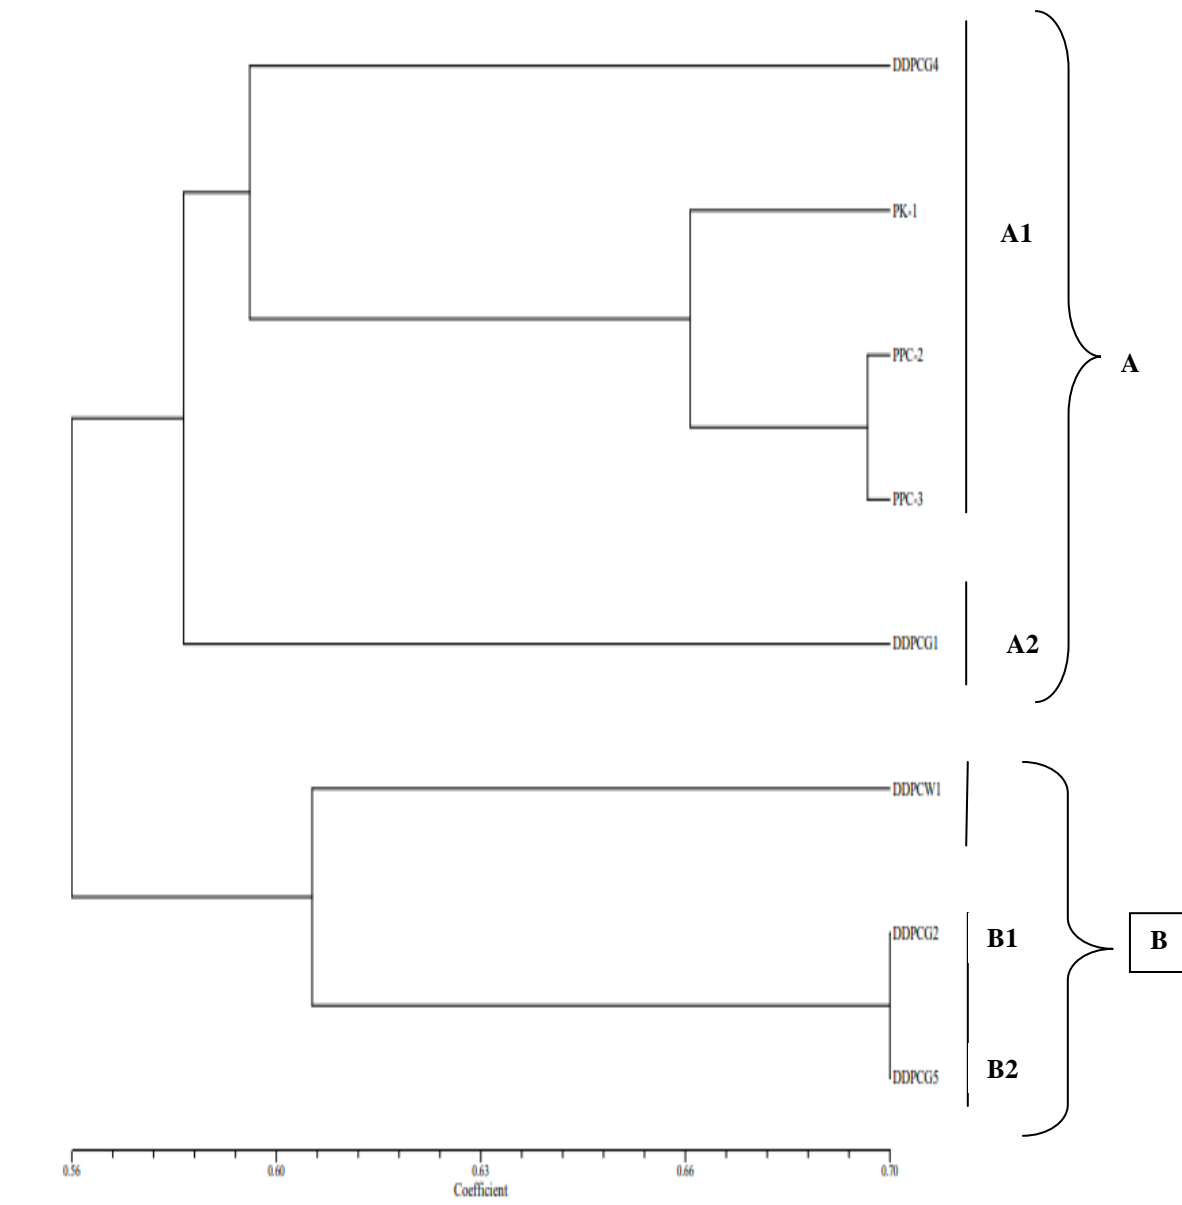 DDPCG4
PK-1
A1
PPC-2
A
PPC-3
DDPCG1
A2
DDPCW1
DDPCG2
B1
B
DDPCG5
B2
0.56 0.60 0.63 0.66 0.70
Coefficient